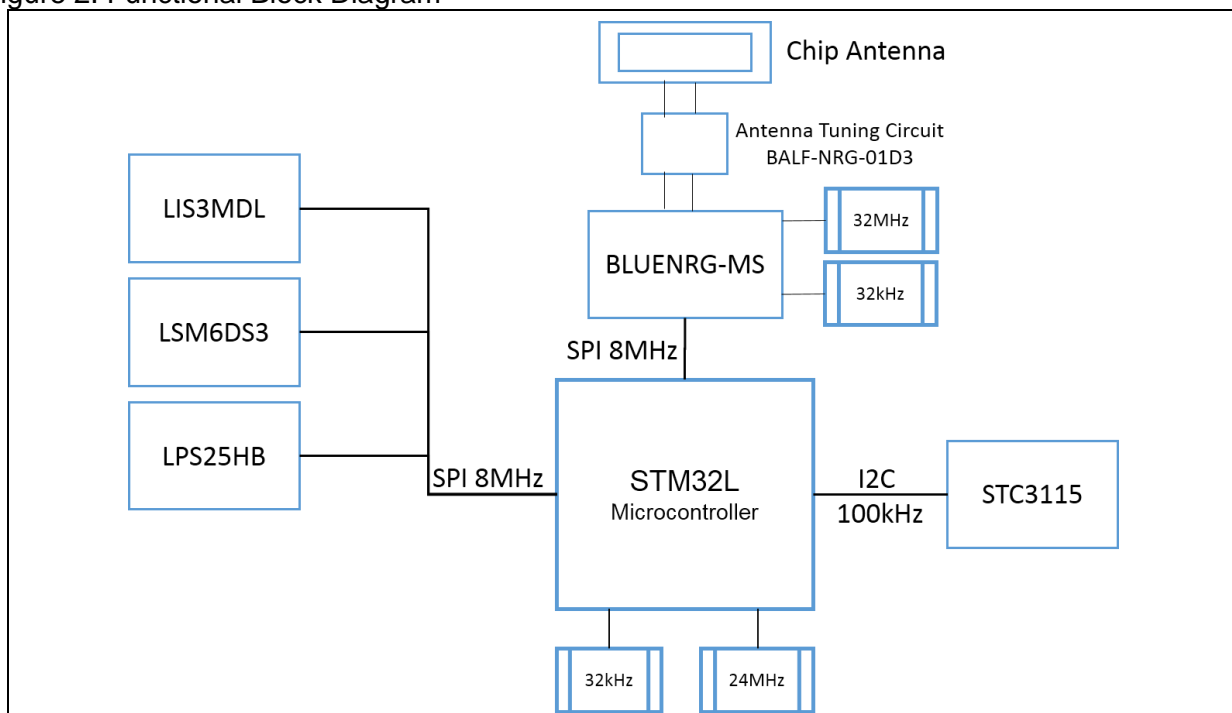 Figure 2. Functional Block Diagram
Chip Antenna
Antenna Tuning Circuit
BALF-NRG-01D3
LIS3MDL
32MHz
BLUENRG-MS
32kHz
LSM6DS3
SPI 8MHz
LPS25HB
SPI 8MHz
STM32L
Microcontroller
I2C
100kHz
STC3115
32kHz
24MHz